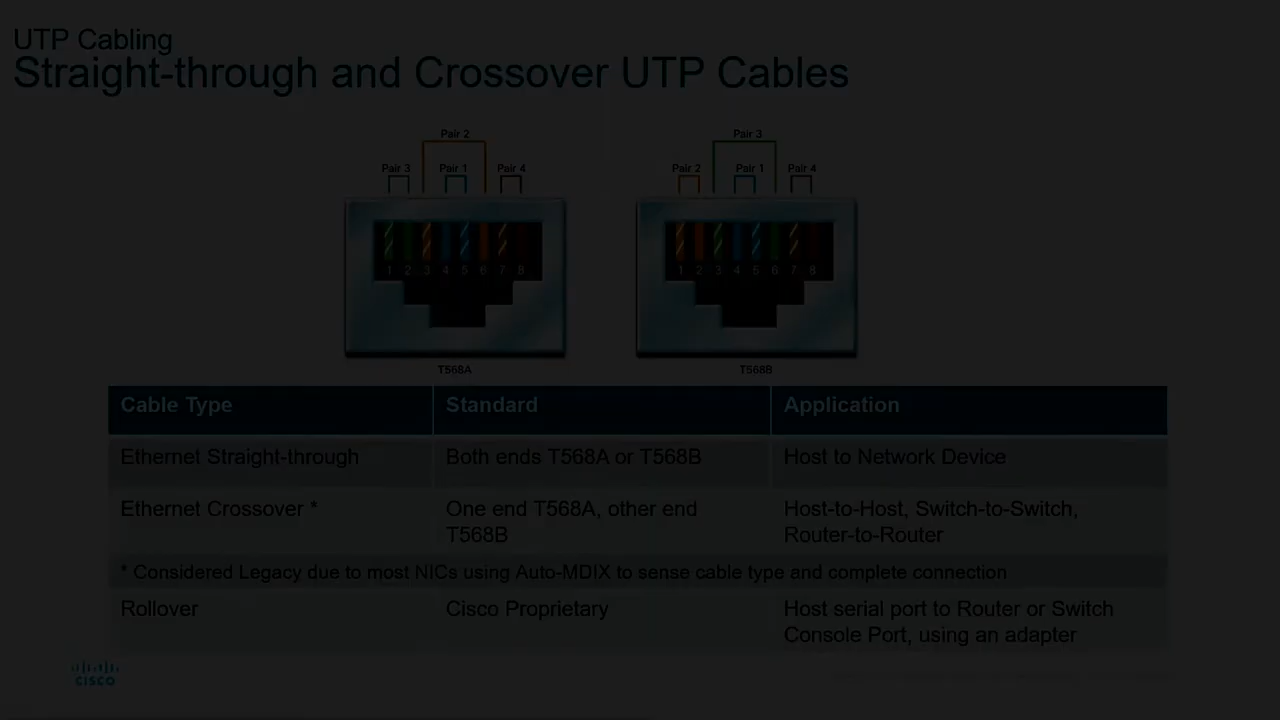 UTP Cabling
Straight-through and Crossover UTP Cables
Pair 2
Pair 3 Pair 1 Pair 4
1 2 3 4 5 6 7 8
T568A
Pair 3
Pair 2 Pair 1 Pair 4
1 2 3 4 5 6 7 8
T568B
Cable Type Standard Application
Ethernet Straight-through Both ends T568A or T568B Host to Network Device
Ethernet Crossover * One end T568A, other end Host-to-Host, Switch-to-Switch,
T568B Router-to-Router
* Considered Legacy due to most NICs using Auto-MDIX to sense cable type and complete connection
Rollover Cisco Proprietary Host serial port to Router or Switch
Console Port, using an adapter
CISCO